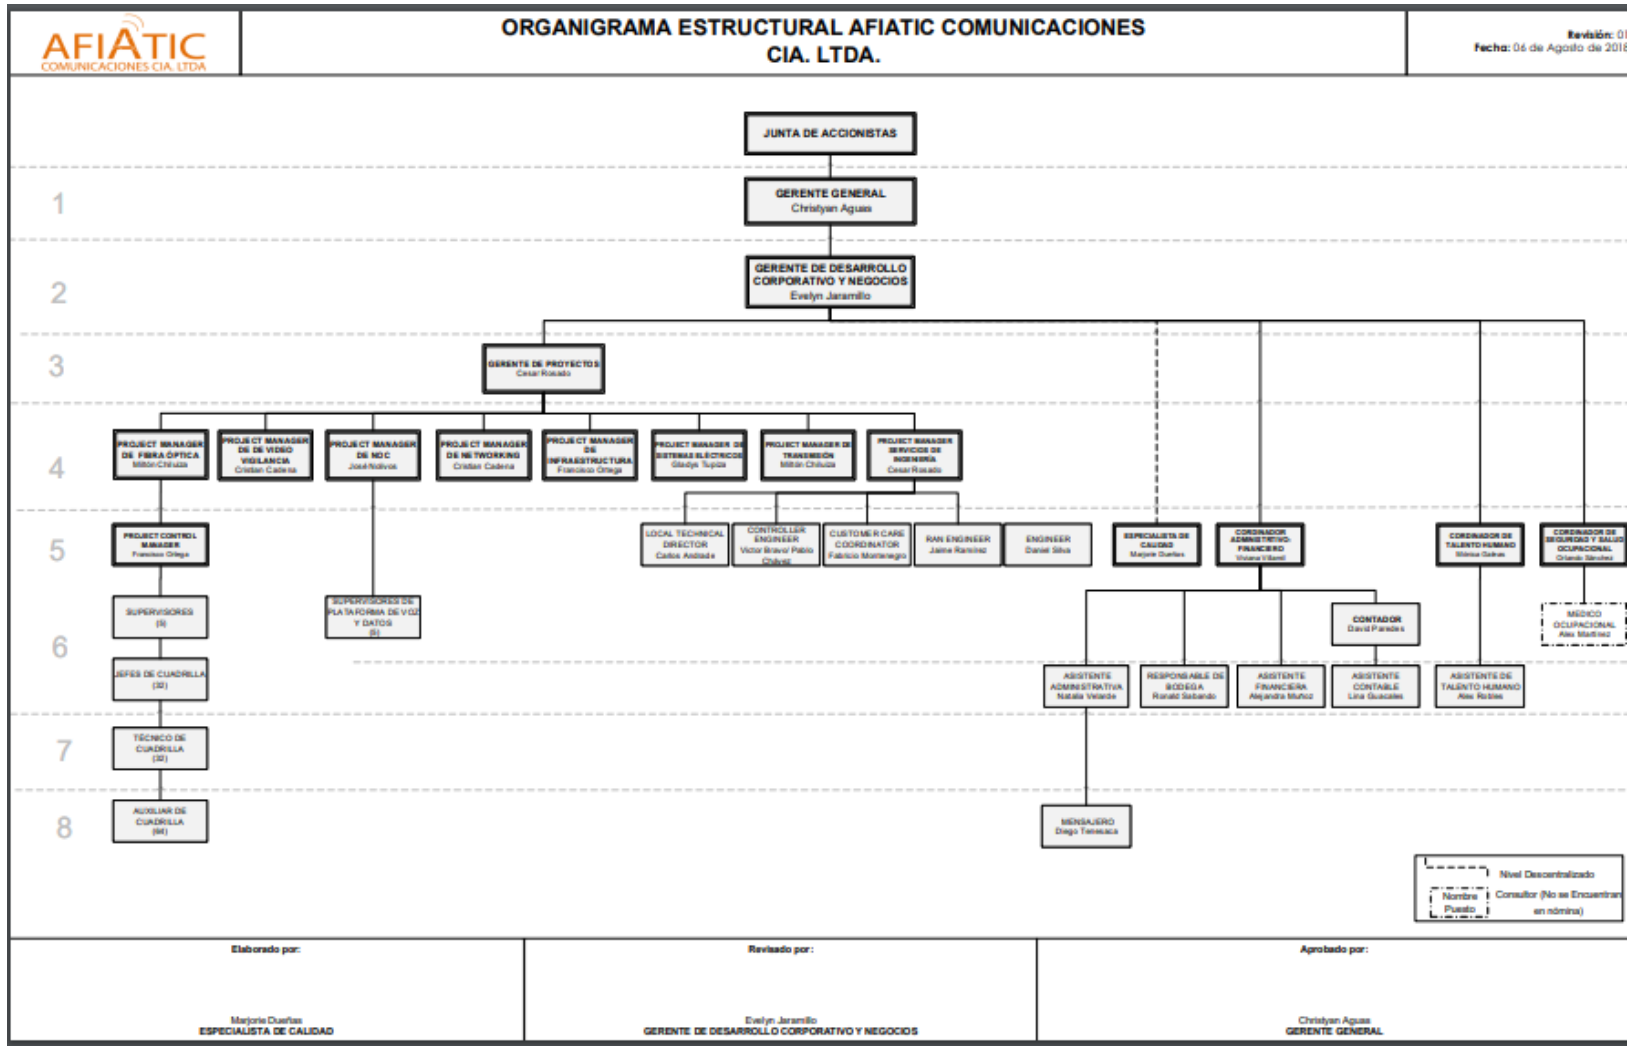 AFIATIC
COMUNICACIONES CIA. LTDA
ORGANIGRAMA ESTRUCTURAL AFIATIC COMUNICACIONES
CIA. LTDA.
Revisión: 01
Fecha: 06 de Agosto de 2018
JUNTA DE ACCIONISTAS
1
GERENTE GENERAL
Christyan Aguas
2
GERENTE DE DESARROLLO
CORPORATIVO Y NEGOCIOS
Evelyn Jaramillo
3
GERENTE DE PROYECTOS
Cesar Rosado
4
PROJECT MANAGER
DE FIBRA ÓPTICA
Milton Chiluiza
PROJECT MANAGER
DE DE VIDEO
VIGILANCIA
Cristian Cadena
PROJECT MANAGER
DE NOC
José Nolivos
PROJECT MANAGER
DE NETWORKING
Cristian Cadena
PROJECT MANAGER
DE
INFRAESTRUCTURA
Francisco Ortega
PROJECT MANAGER DE
SISTEMAS ELÉCTRICOS
Gladys Tupiza
PROJECT MANAGER DE
TRANSMISIÓN
Milton Chiluiza
PROJECT MANAGER
SERVICIOS DE
INGENIERÍA
Cesar Rosado
5
PROJECT CONTROL
MANAGER
Francisco Ortega
LOCAL TECHNICAL
DIRECTOR
Carlos Andrade
CONTROLLER
ENGINEER
Victor Bravo/ Pablo
Chávez
CUSTOMER CARE
COORDINATOR
Fabricio Montenegro
RAN ENGINEER
Jaime Ramírez
ENGINEER
Daniel Silva
ESPECIALISTA DE
CALIDAD
Marjorie Dueñas
CORDINADOR
ADMINISTRATIVO-
FINANCIERO
Viviana Villamil
CORDINADOR DE
TALENTO HUMANO
Mónica
CORDINADOR DE
SEGURIDAD Y SALUD
OCUPACIONAL
Orlando Sánchez
6
SUPERVISORES
(5)
SUPERVISORES DE
PLATAFORMA DE VOZ
Y DATOS
(5)
CONTADOR
David Paredes
MEDICO
OCUPACIONAL
Alex Martínez
JEFES DE CUADRILLA
(32)
ASISTENTE
ADMINISTRATIVA
Natalia Velarde
RESPONSABLE DE
BODEGA
Ronald Sabando
ASISTENTE
FINANCIERA
Alejandra Muñoz
ASISTENTE
CONTABLE
Lina Guacales
ASISTENTE DE
TALENTO HUMANO
Alex Robles
7
TÉCNICO DE
CUADRILLA
(32)
8
AUXILIAR DE
CUADRILLA
(64)
MENSAJERO
Diego Tenesaca
Nivel Descentralizado
Nombre
Puesto
Consultor (No se Encuentran
en nómina)
Elaborado por:
Revisado por:
Aprobado por:
Marjorie Dueñas
ESPECIALISTA DE CALIDAD
Evelyn Jaramillo
GERENTE DE DESARROLLO CORPORATIVO Y NEGOCIOS
Christyan Aguas
GERENTE GENERAL